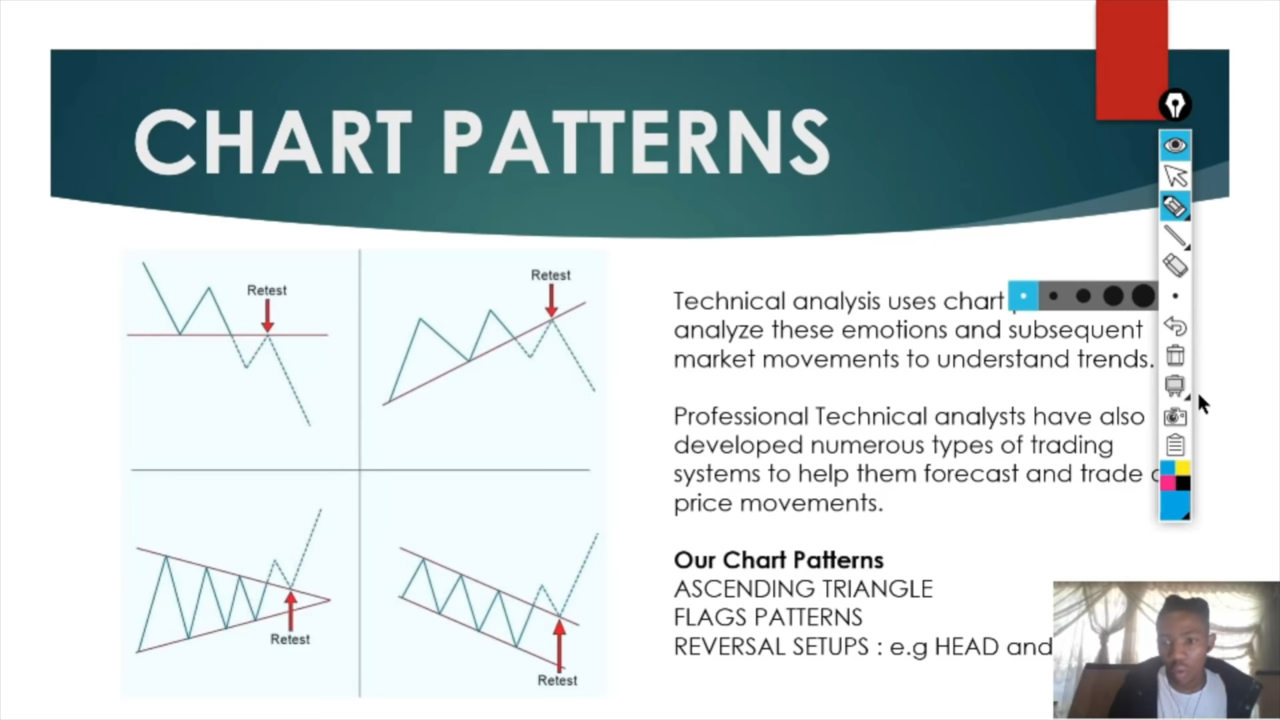 CHART PATTERNS
Retest
Retest
Retest
Retest
Technical analysis uses chart
analyze these emotions and subsequent
market movements to understand trends.
Professional Technical analysts have also
developed numerous types of trading
systems to help them forecast and trade
price movements.
Our Chart Patterns
ASCENDING TRIANGLE
FLAGS PATTERNS
REVERSAL SETUPS : e.g HEAD and